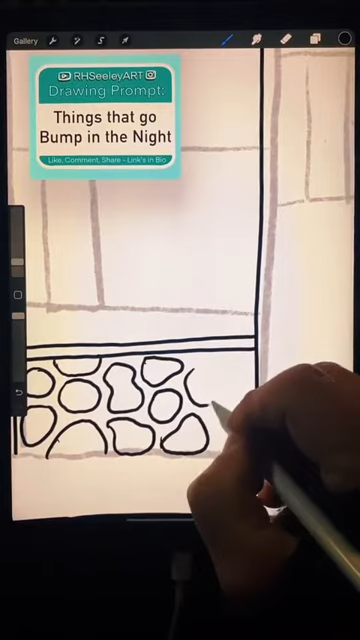 Gallery
RHSeeleyART
Drawing Prompt:
Things that go
Bump in the Night
Like, Comment, Share - Link's in Bio